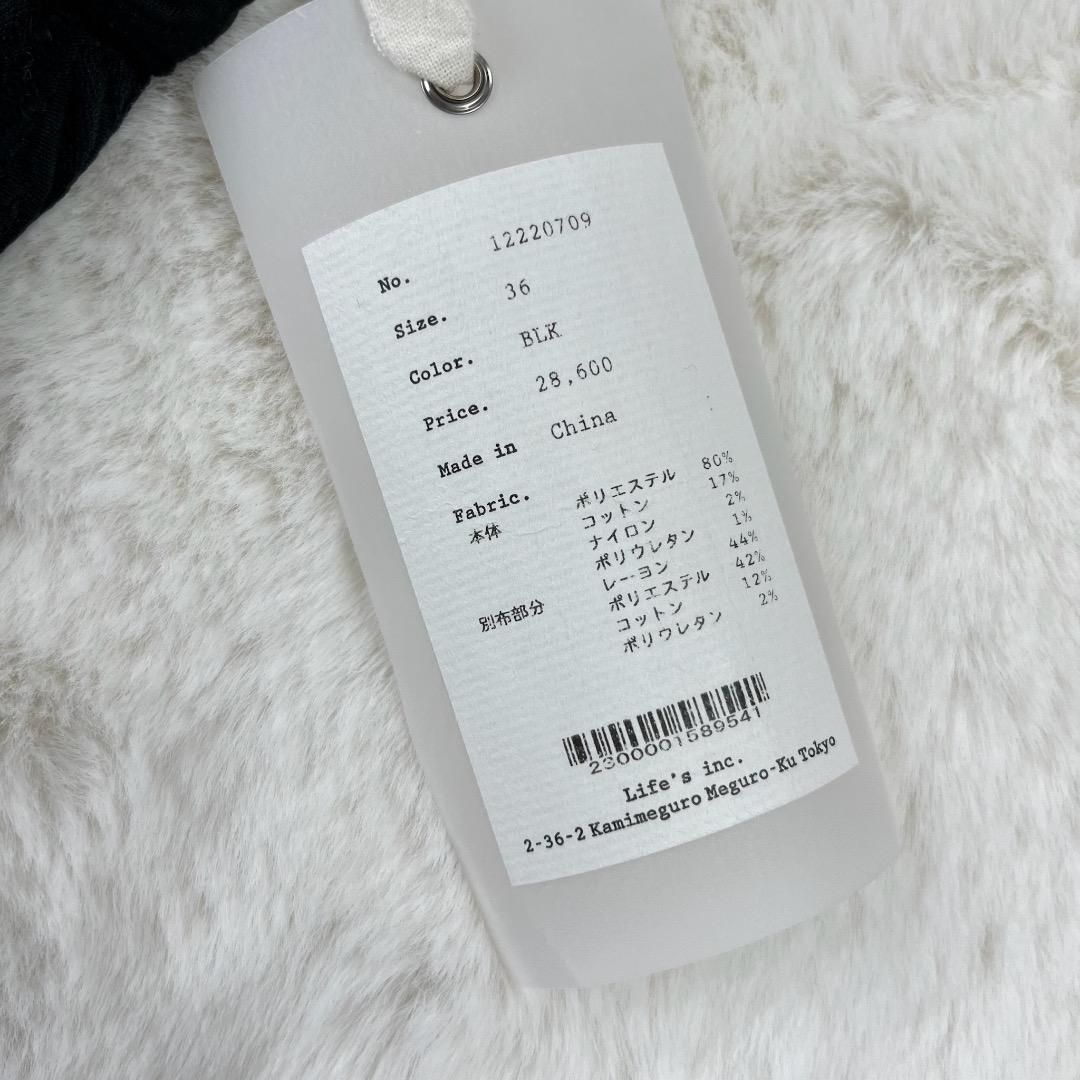 No. 12220709
Size. 36
Color. BLK
Price. 28,600
Made in China
Fabric.
本体 ポリエステル 80%
コットン 17%
ナイロン 2%
ポリウレタン 1%
別布部分 レーヨン 44%
ポリエステル 42%
コットン 12%
ポリウレタン 2%
2300001589541
Life's inc.
2-36-2 Kamimeguro Meguro-Ku Tokyo